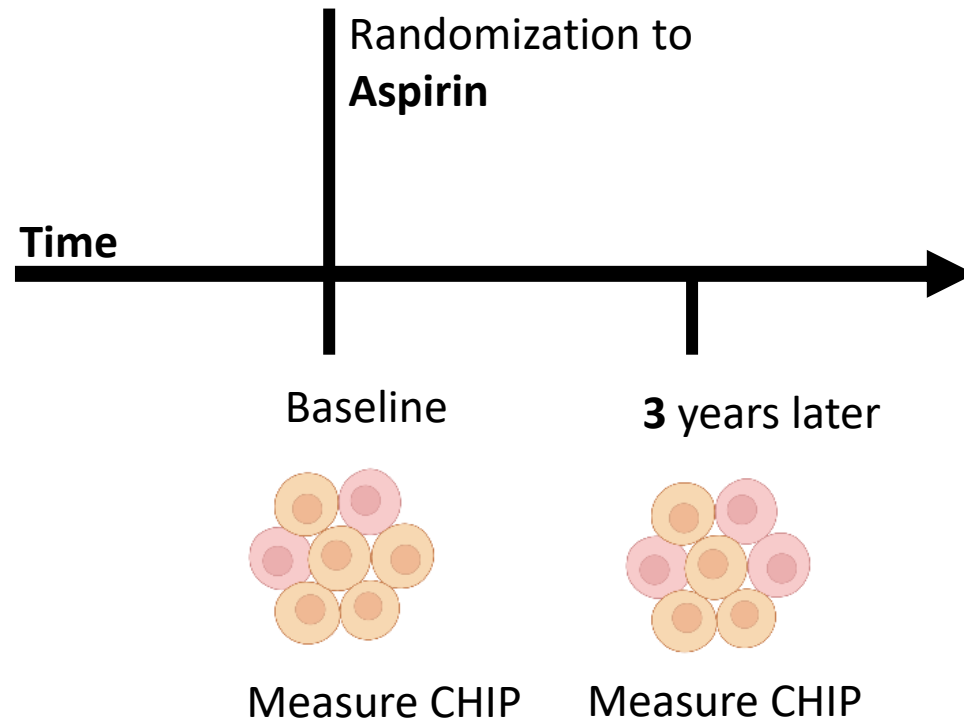 Randomization to
Aspirin
Time
Baseline
3 years later
Measure CHIP
Measure CHIP